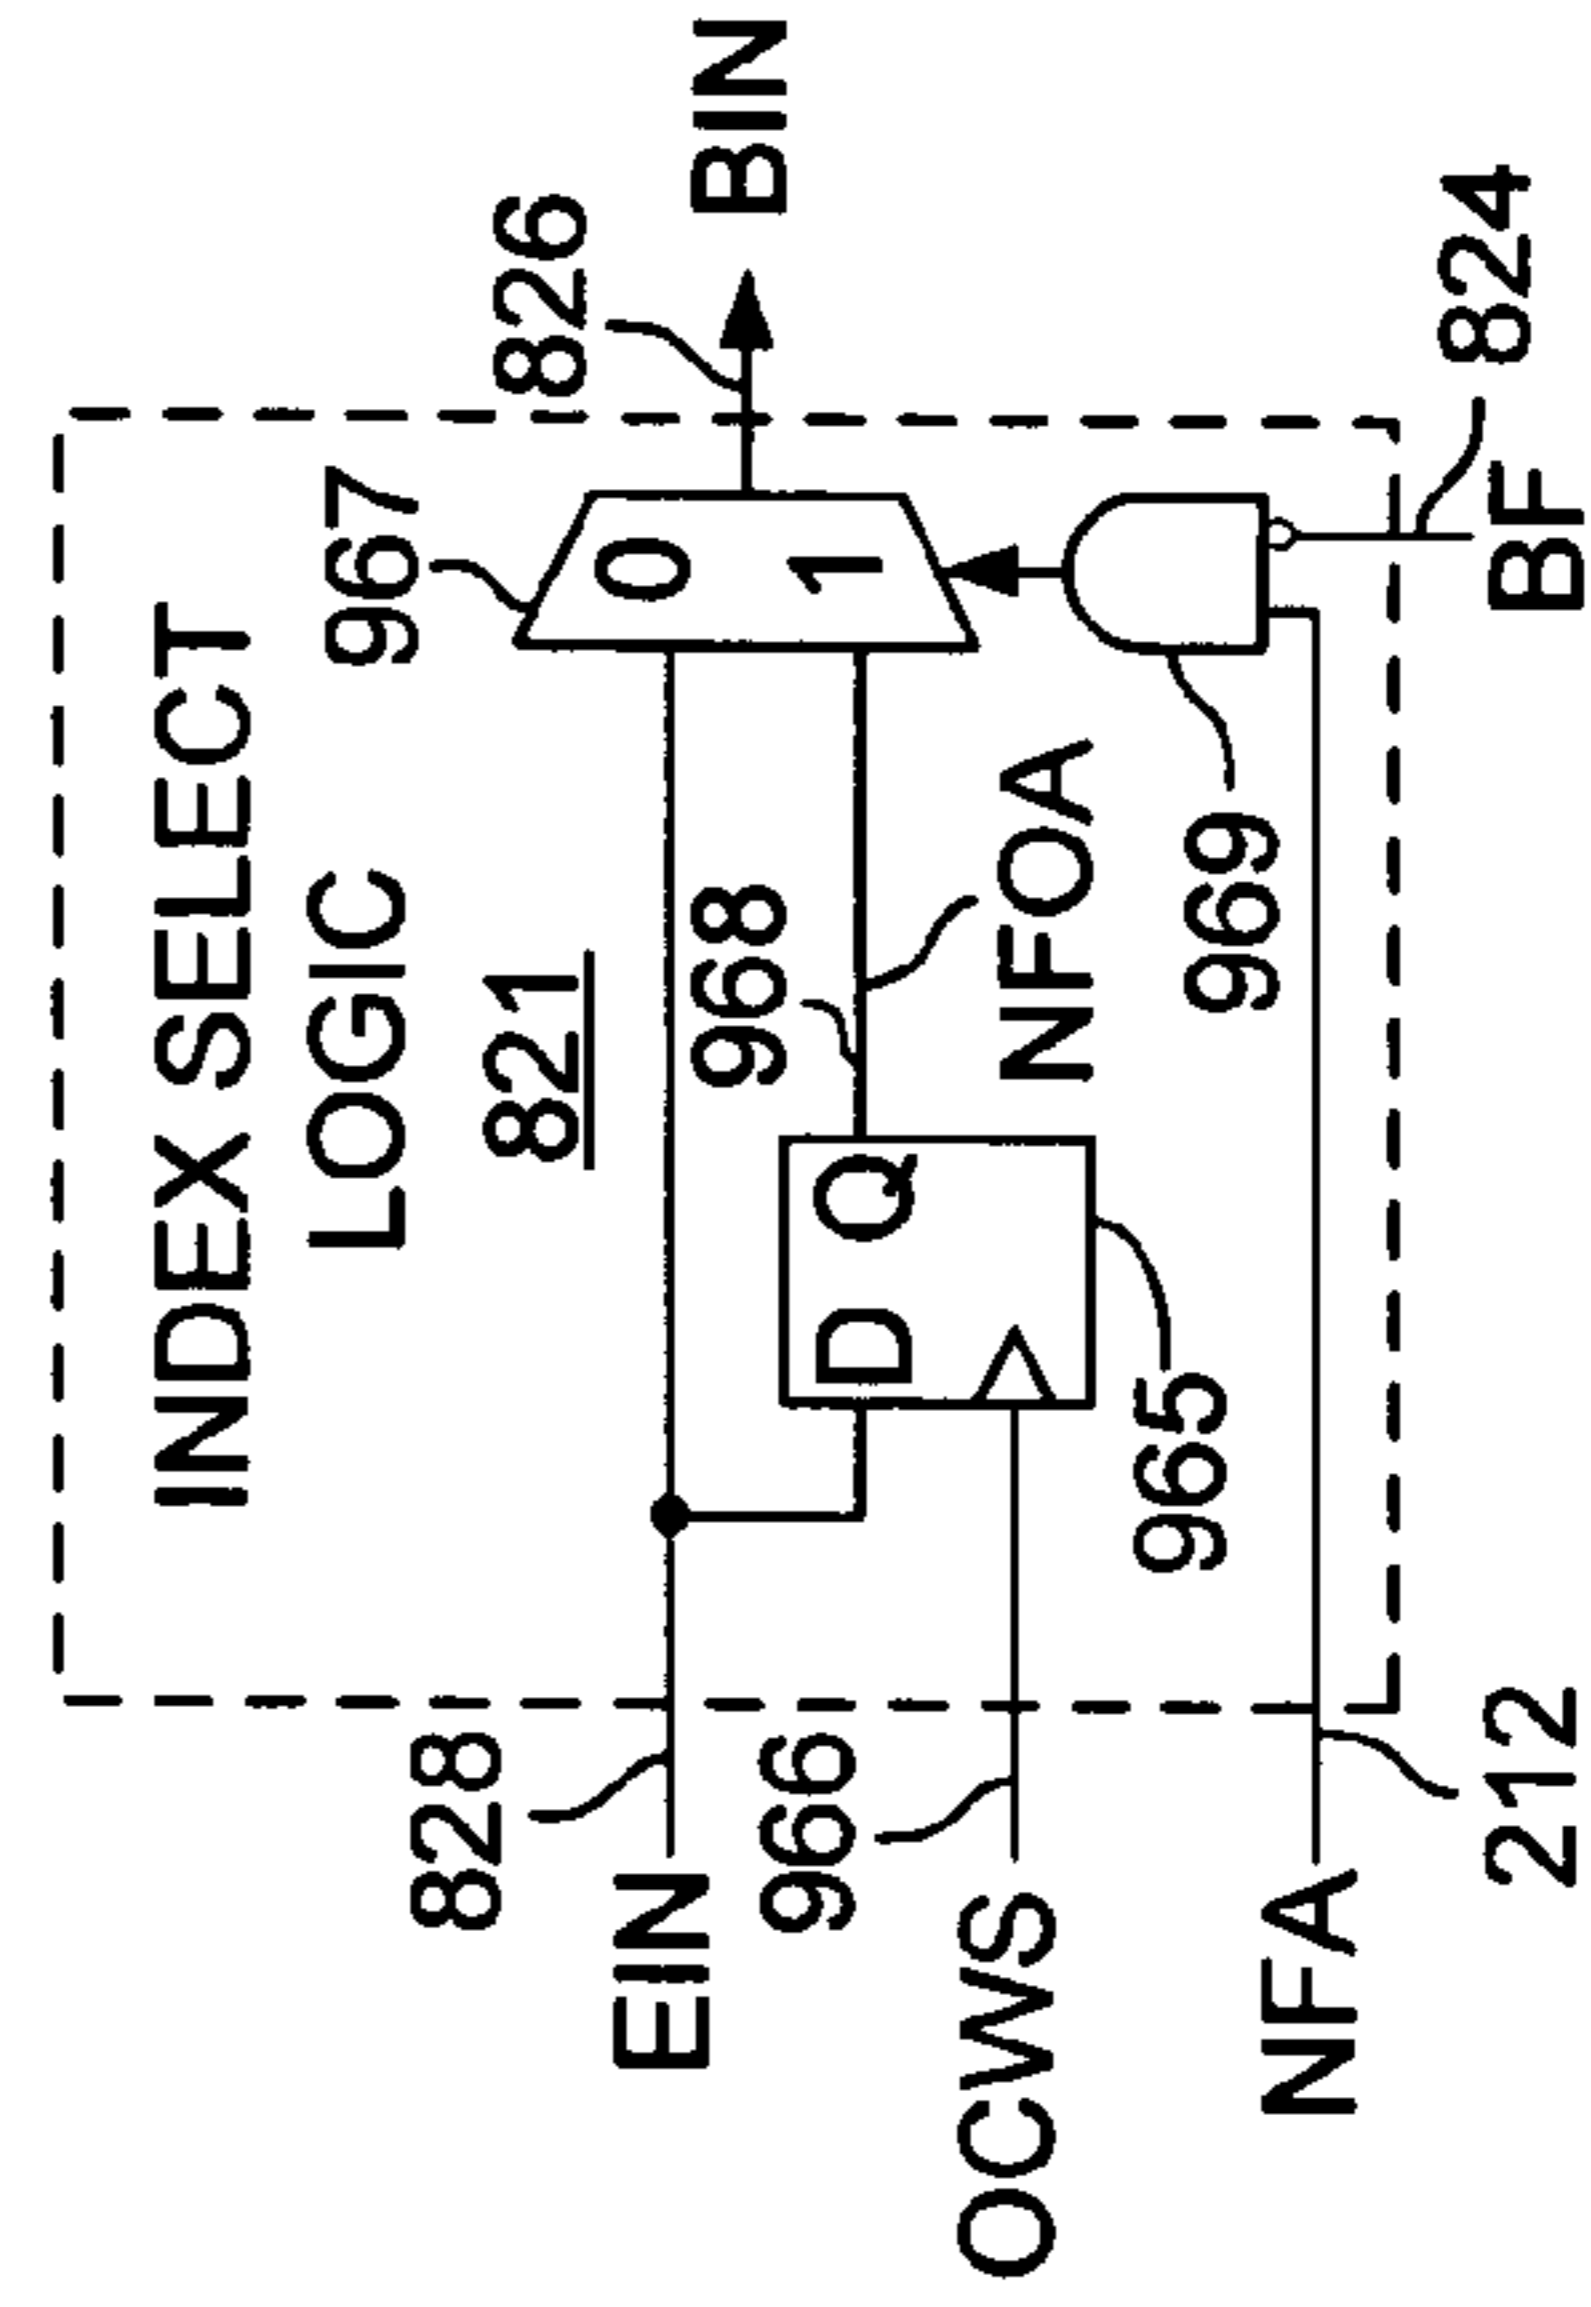 INDEX SELECT
LOGIC
821
967
826
BIN
828
EIN
968
NFOA
966
OCWS
965
969
NFA
212
BF
824
0
1
D Q